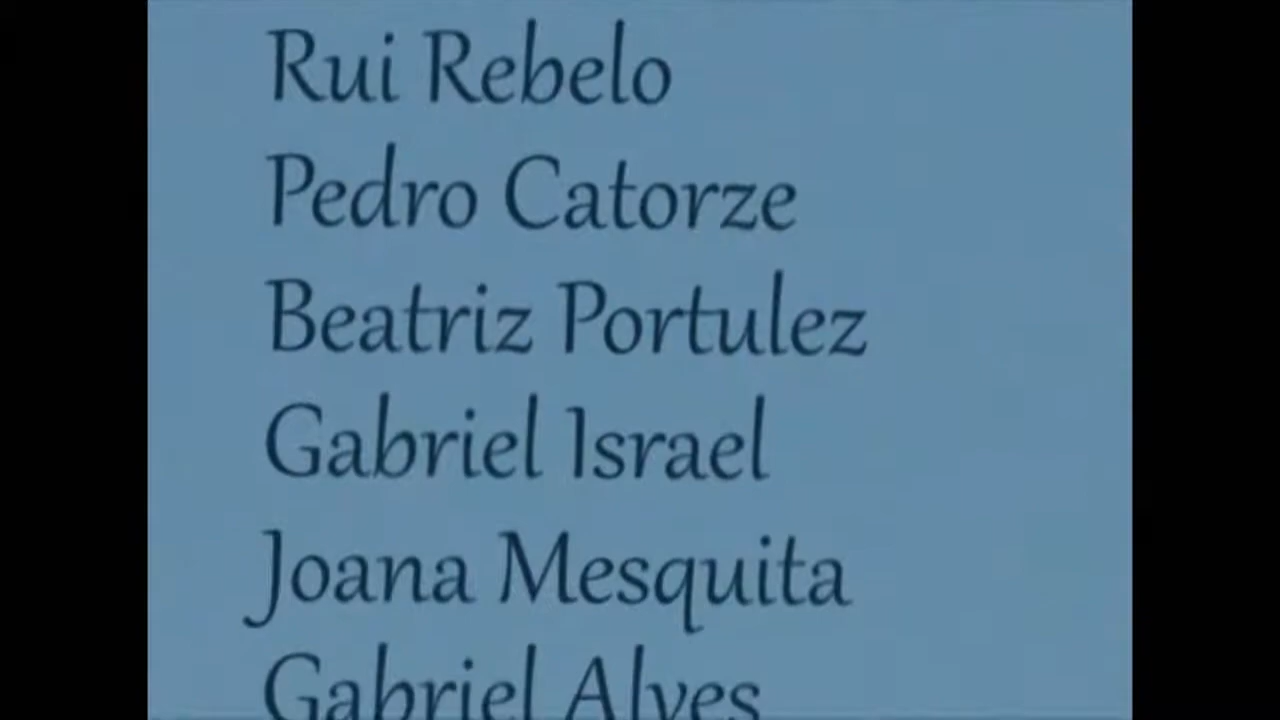 Rui Rebelo
Pedro Catorze
Beatriz Portulez
Gabriel Israel
Joana Mesquita
Gabriel Alves